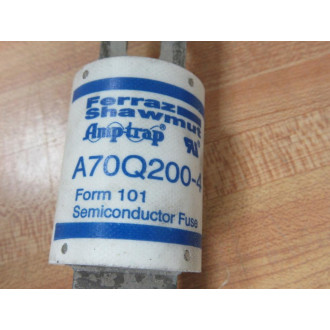 Ferraz
Shawmut
Amp-trap
A70Q200-4
Form 101
Semiconductor Fuse